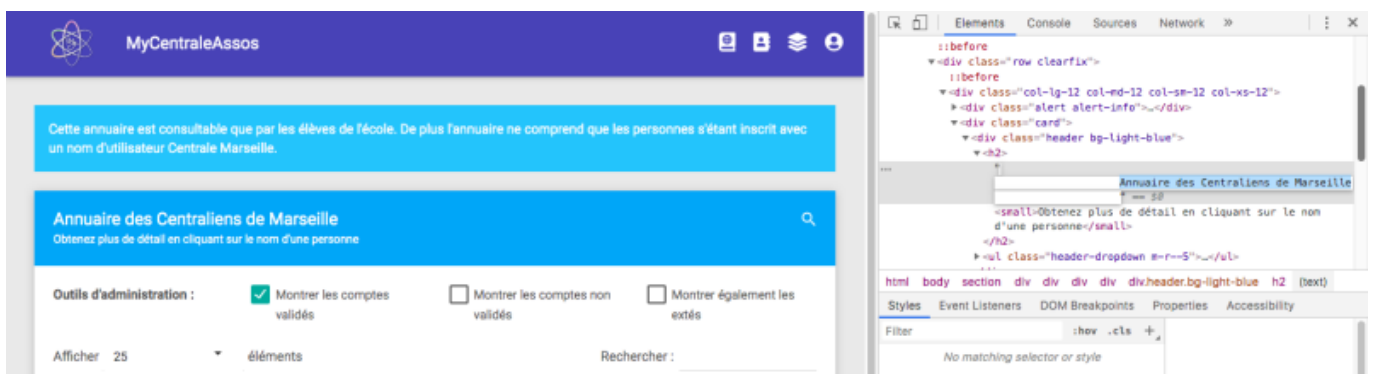 MyCentraleAssos
Cette annuaire est consultable que par les élèves de l'école. De plus l'annuaire ne comprend que les personnes s'étant inscrit avec
un nom d'utilisateur Centrale Marseille.
Annuaire des Centraliens de Marseille
Obtenez plus de détail en cliquant sur le nom d'une personne
Outils d'administration :
Montrer les comptes
validés
Montrer les comptes non
validés
Montrer également les
extés
Afficher 25 éléments
Rechercher :
Elements Console Sources Network »
::before
▼<div class="row clearfix">
::before
▼<div class="col-lg-12 col-md-12 col-sm-12 col-xs-12">
▶<div class="alert alert-info">…</div>
▼<div class="card">
▼<div class="header bg-light-blue">
▼<h2>
"
Annuaire des Centraliens de Marseille
" == $0
<small>Obtenez plus de détail en cliquant sur le nom
d'une personne</small>
</h2>
▶<ul class="header-dropdown m-r--5">…</ul>
html body section div div div div div.header.bg-light-blue h2 (text)
Styles Event Listeners DOM Breakpoints Properties Accessibility
Filter :hov .cls +
No matching selector or style